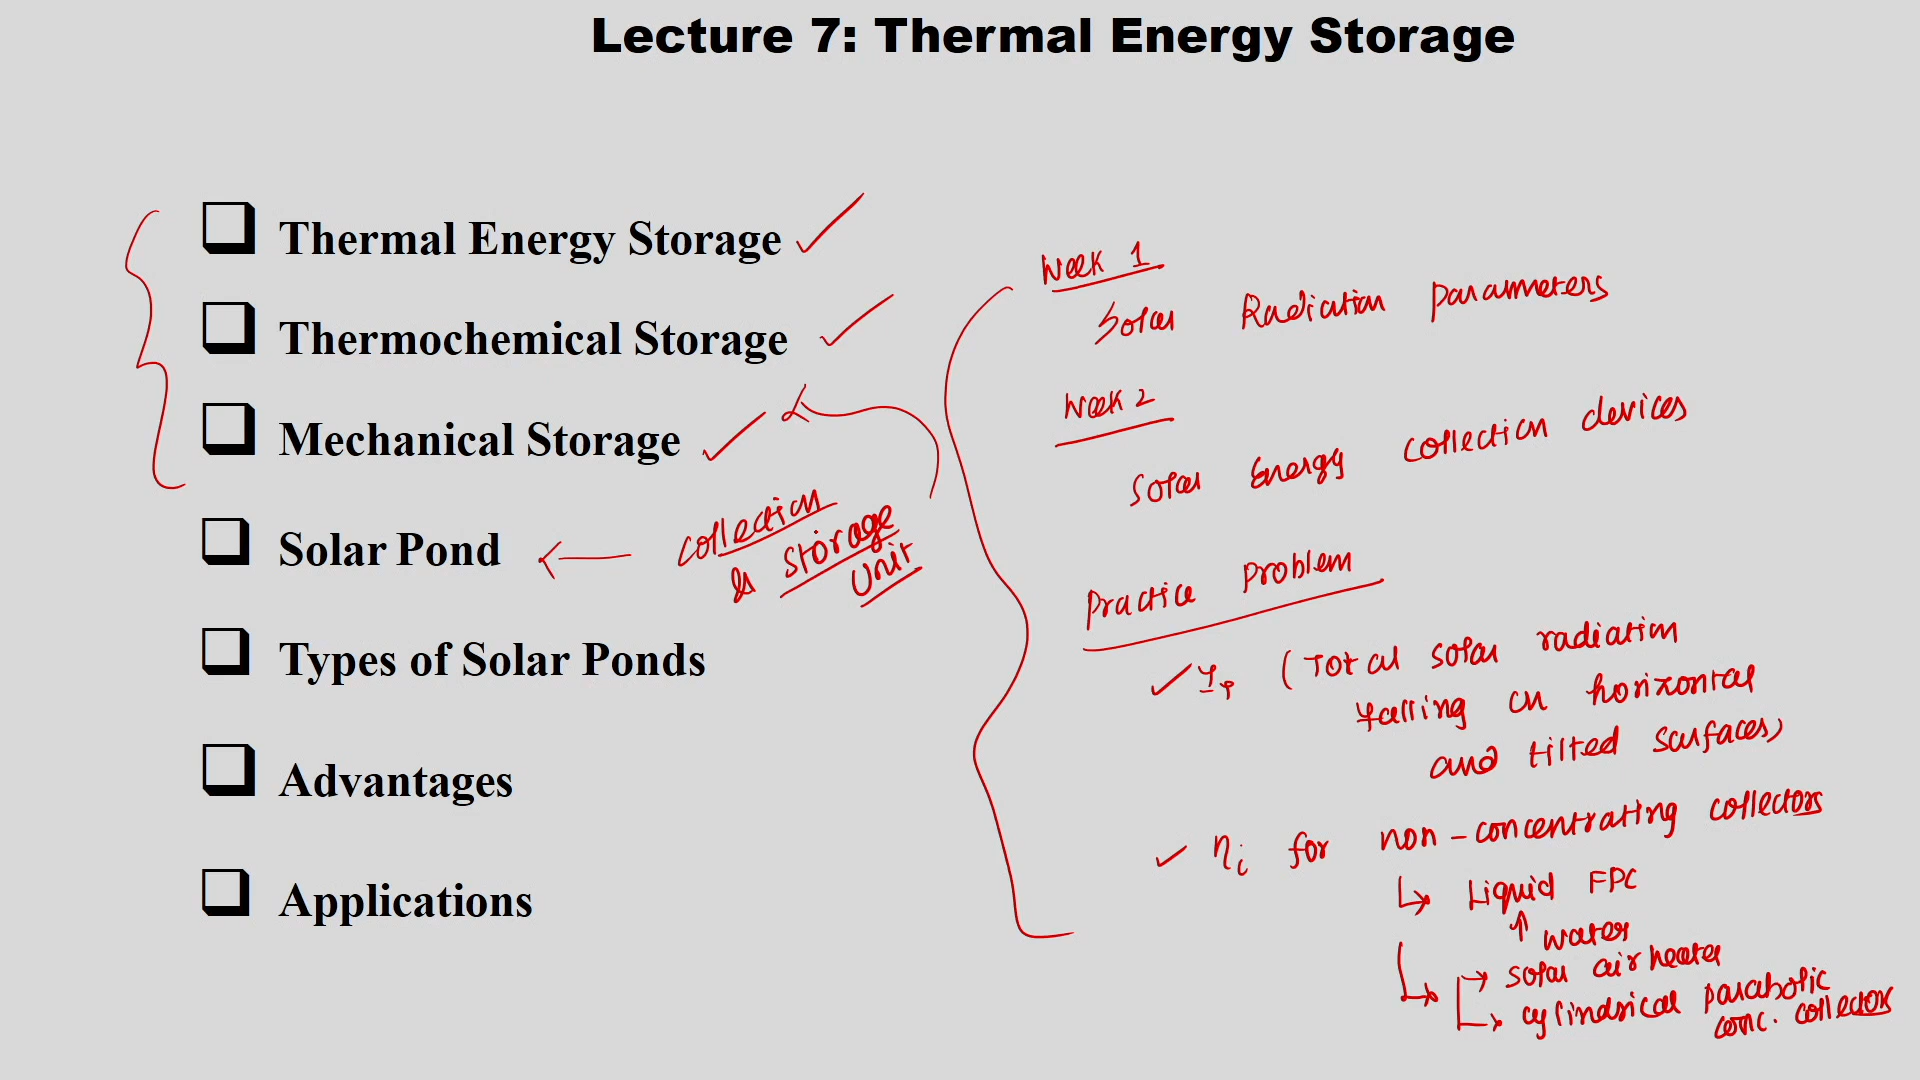 Lecture 7: Thermal Energy Storage
Thermal Energy Storage
Thermochemical Storage
Mechanical Storage
Solar Pond
collection
& storage
unit
Types of Solar Ponds
Advantages
Applications
Week 1
Solar Radiation parameters
Week 2
Solar Energy collection devices
Practice problem
(Total solar radiation
falling on horizontal
and tilted surfaces)
ηi for non-concentrating collectors
Liquid FPC
water
solar air heater
cylindrical parabolic
conc. collector